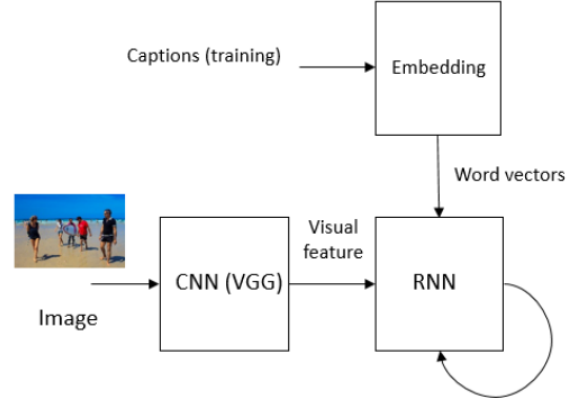 Captions (training)
Embedding
Word vectors
Visual
feature
CNN (VGG)
RNN
Image